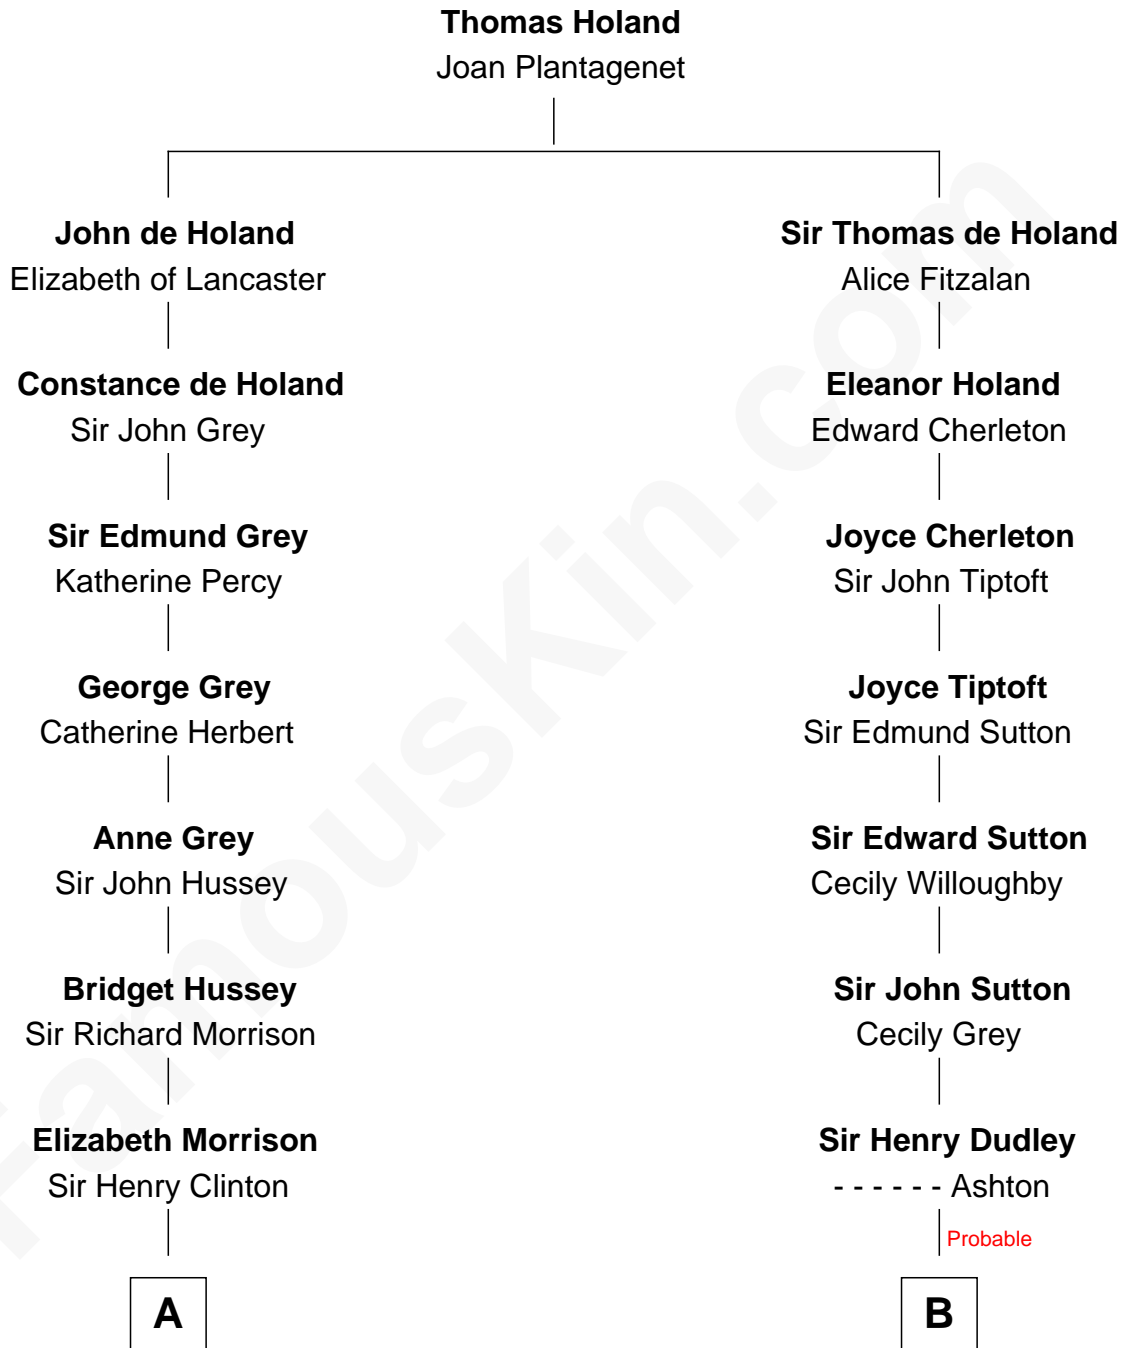 Thomas Holand
Joan Plantagenet
John de Holand
Elizabeth of Lancaster
Sir Thomas de Holand
Alice Fitzalan
Constance de Holand
Sir John Grey
Eleanor Holand
Edward Cherleton
Sir Edmund Grey
Katherine Percy
Joyce Cherleton
Sir John Tiptoft
George Grey
Catherine Herbert
Joyce Tiptoft
Sir Edmund Sutton
Anne Grey
Sir John Hussey
Sir Edward Sutton
Cecily Willoughby
Bridget Hussey
Sir Richard Morrison
Sir John Sutton
Cecily Grey
Elizabeth Morrison
Sir Henry Clinton
Sir Henry Dudley
- - - - - - Ashton
Probable
A
B
FamousKin.com